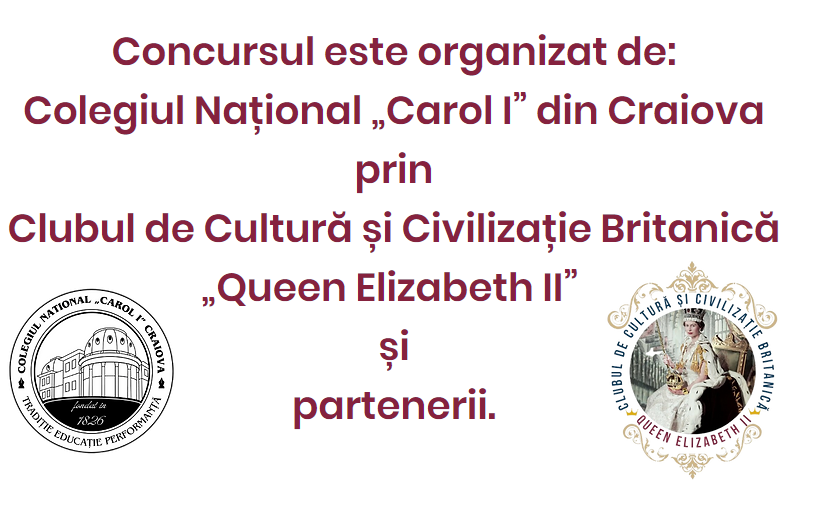 Concursul este organizat de:
Colegiul Național „Carol I” din Craiova
prin
Clubul de Cultură și Civilizație Britanică
„Queen Elizabeth II”
și
partenerii.
COLEGIUL NAȚIONAL „CAROL I” CRAIOVA
fondat în
1826
TRADIȚIE EDUCAȚIE PERFORMANȚĂ
CLUBUL DE CULTURĂ ȘI CIVILIZAȚIE BRITANICĂ
QUEEN ELIZABETH II